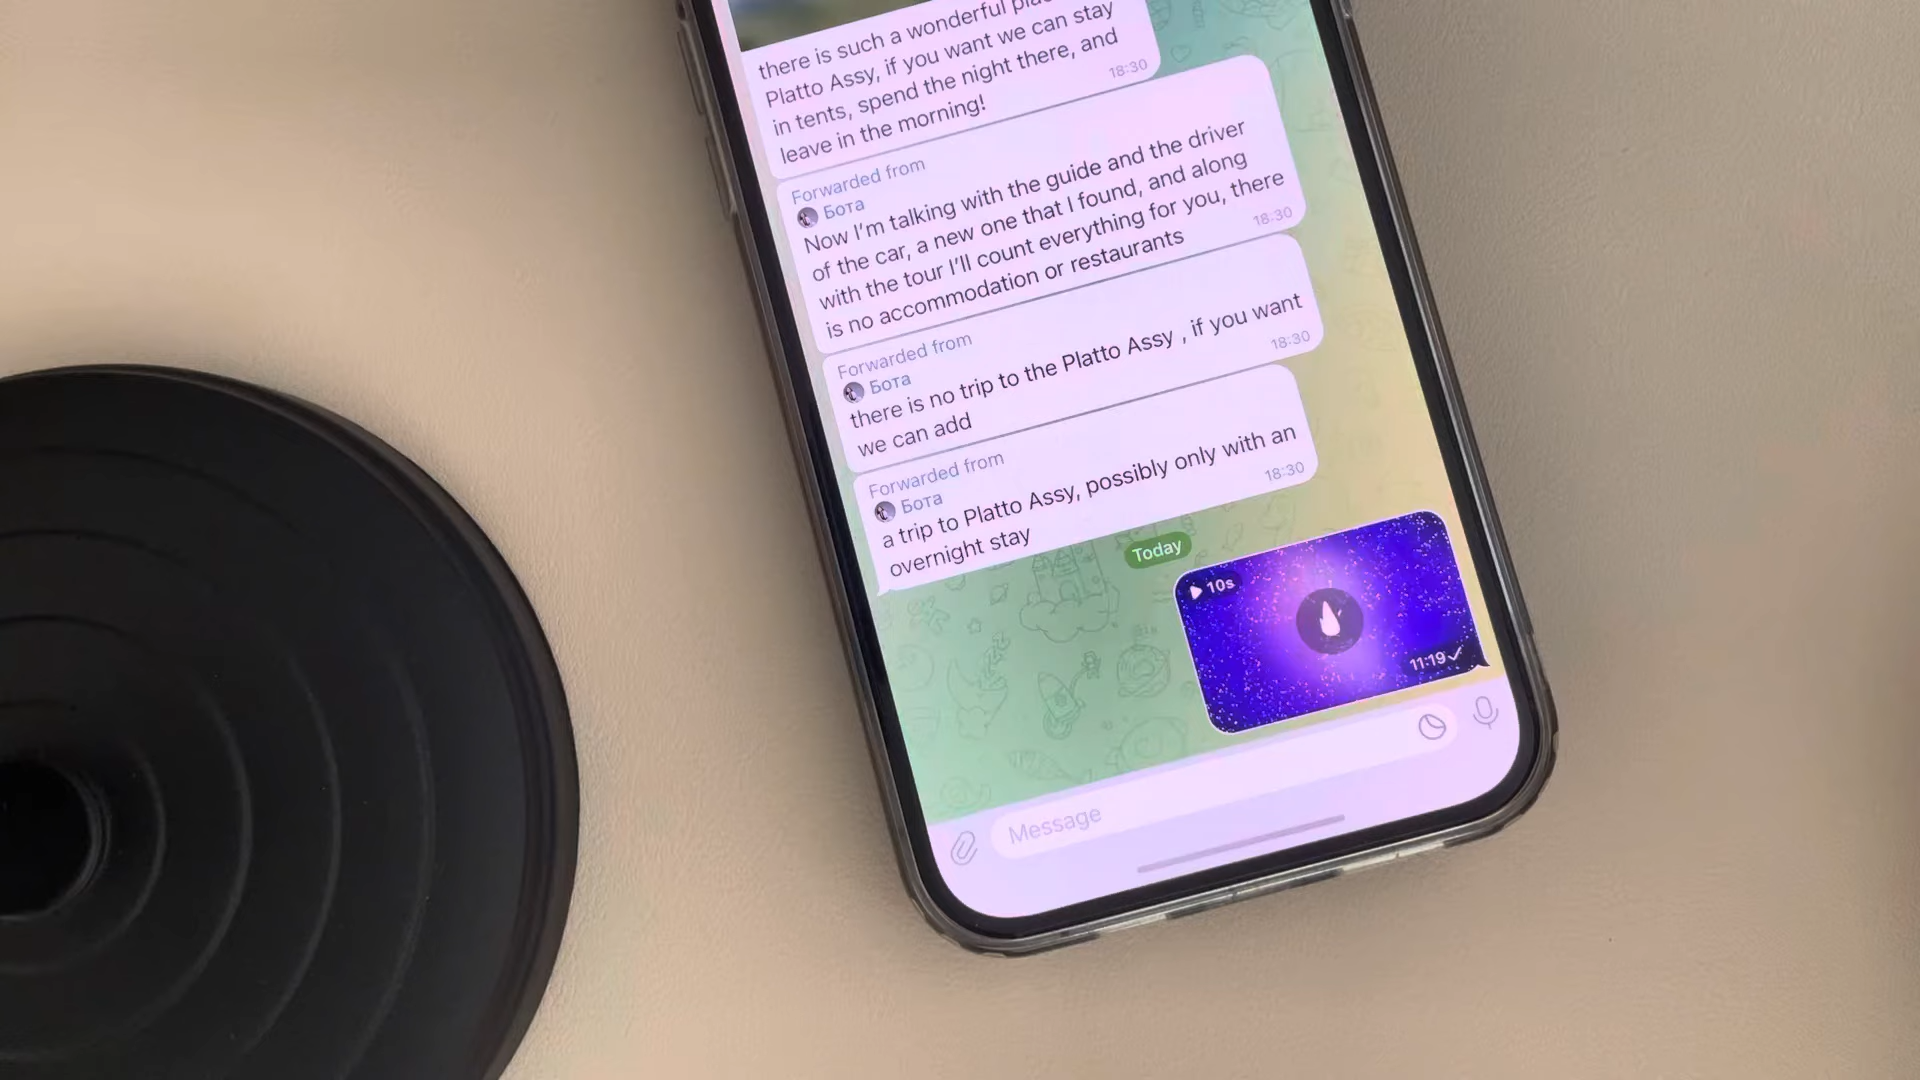 there is such a wonderful
Platto Assy, if you want we can stay
in tents, spend the night there, and
leave in the morning!
18:30
Forwarded from
Бота
Now I'm talking with the guide and the driver
of the car, a new one that I found, and along
with the tour I'll count everything for you, there
is no accommodation or restaurants
18:30
Forwarded from
Бота
there is no trip to the Platto Assy , if you want
we can add
18:30
Forwarded from
Бота
a trip to Platto Assy, possibly only with an
overnight stay
18:30
Today
10s
11:19
Message